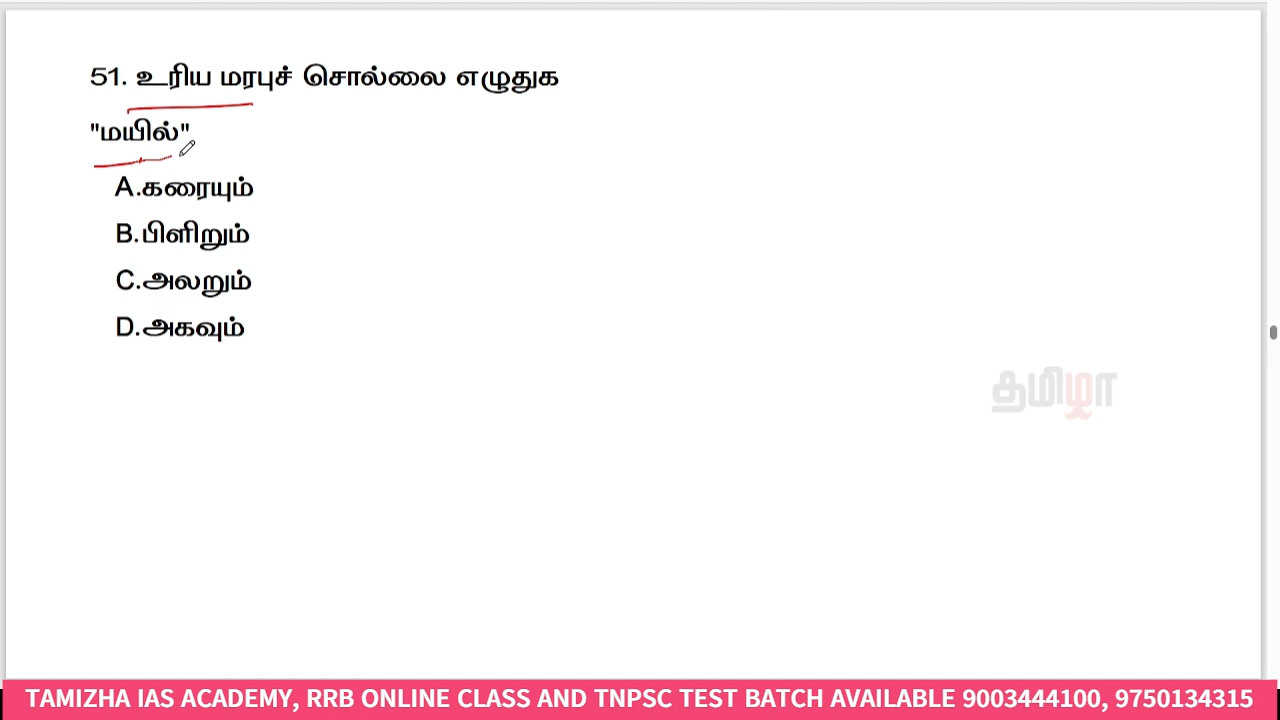 51. உரிய மரபுச் சொல்லை எழுதுக
"மயில்"
A.கரையும்
B.பிளிறும்
C.அலறும்
D.அகவும்
தமிழா
TAMIZHA IAS ACADEMY, RRB ONLINE CLASS AND TNPSC TEST BATCH AVAILABLE 9003444100, 9750134315